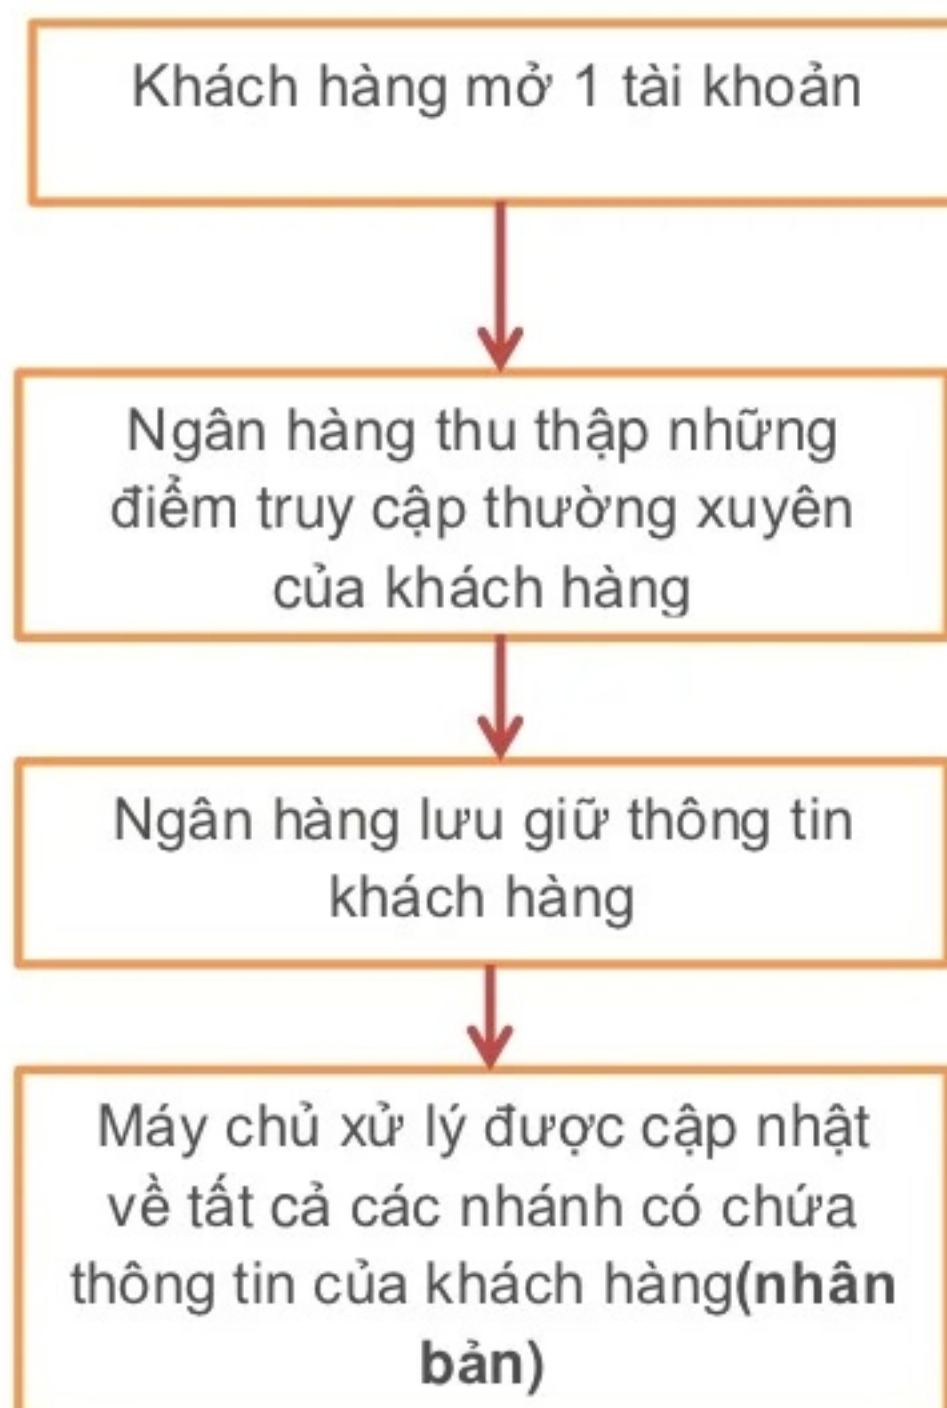 Khách hàng mở 1 tài khoản
Ngân hàng thu thập những
điểm truy cập thường xuyên
của khách hàng
Ngân hàng lưu giữ thông tin
khách hàng
Máy chủ xử lý được cập nhật
về tất cả các nhánh có chứa
thông tin của khách hàng(nhân
bản)